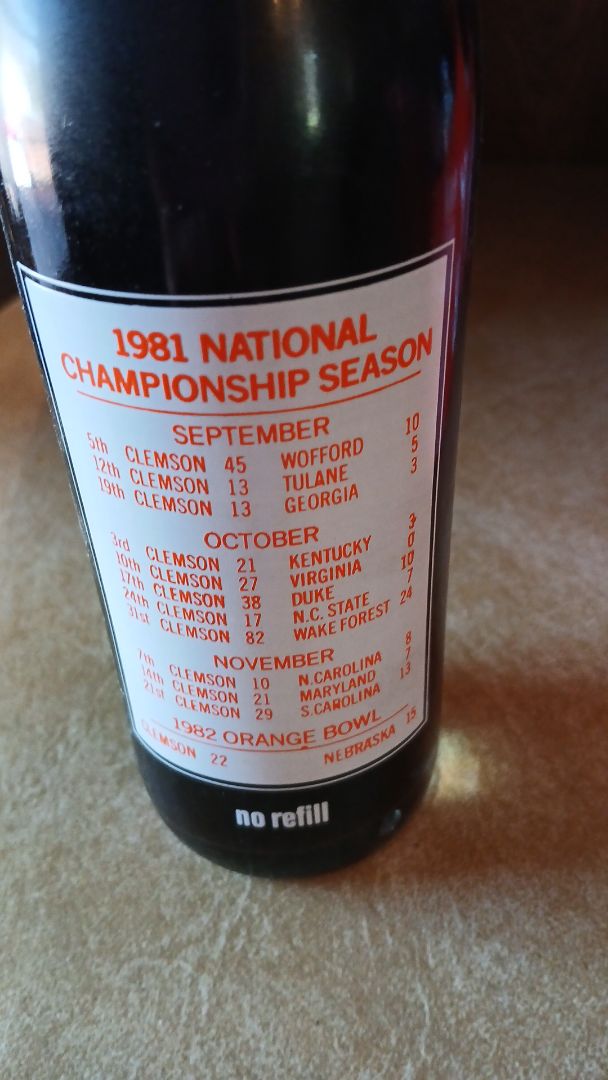 1981 NATIONAL
CHAMPIONSHIP SEASON
SEPTEMBER
5th CLEMSON 45 WOFFORD 10
12th CLEMSON 13 TULANE 5
19th CLEMSON 13 GEORGIA 3
OCTOBER
3rd CLEMSON 21 KENTUCKY 3
10th CLEMSON 27 VIRGINIA 0
17th CLEMSON 38 DUKE 10
24th CLEMSON 17 N.C. STATE 7
31st CLEMSON 82 WAKE FOREST 24
NOVEMBER
7th CLEMSON 10 N.CAROLINA 8
14th CLEMSON 21 MARYLAND 7
21st CLEMSON 29 S.CAROLINA 13
1982 ORANGE BOWL
CLEMSON 22 NEBRASKA 15
no refill